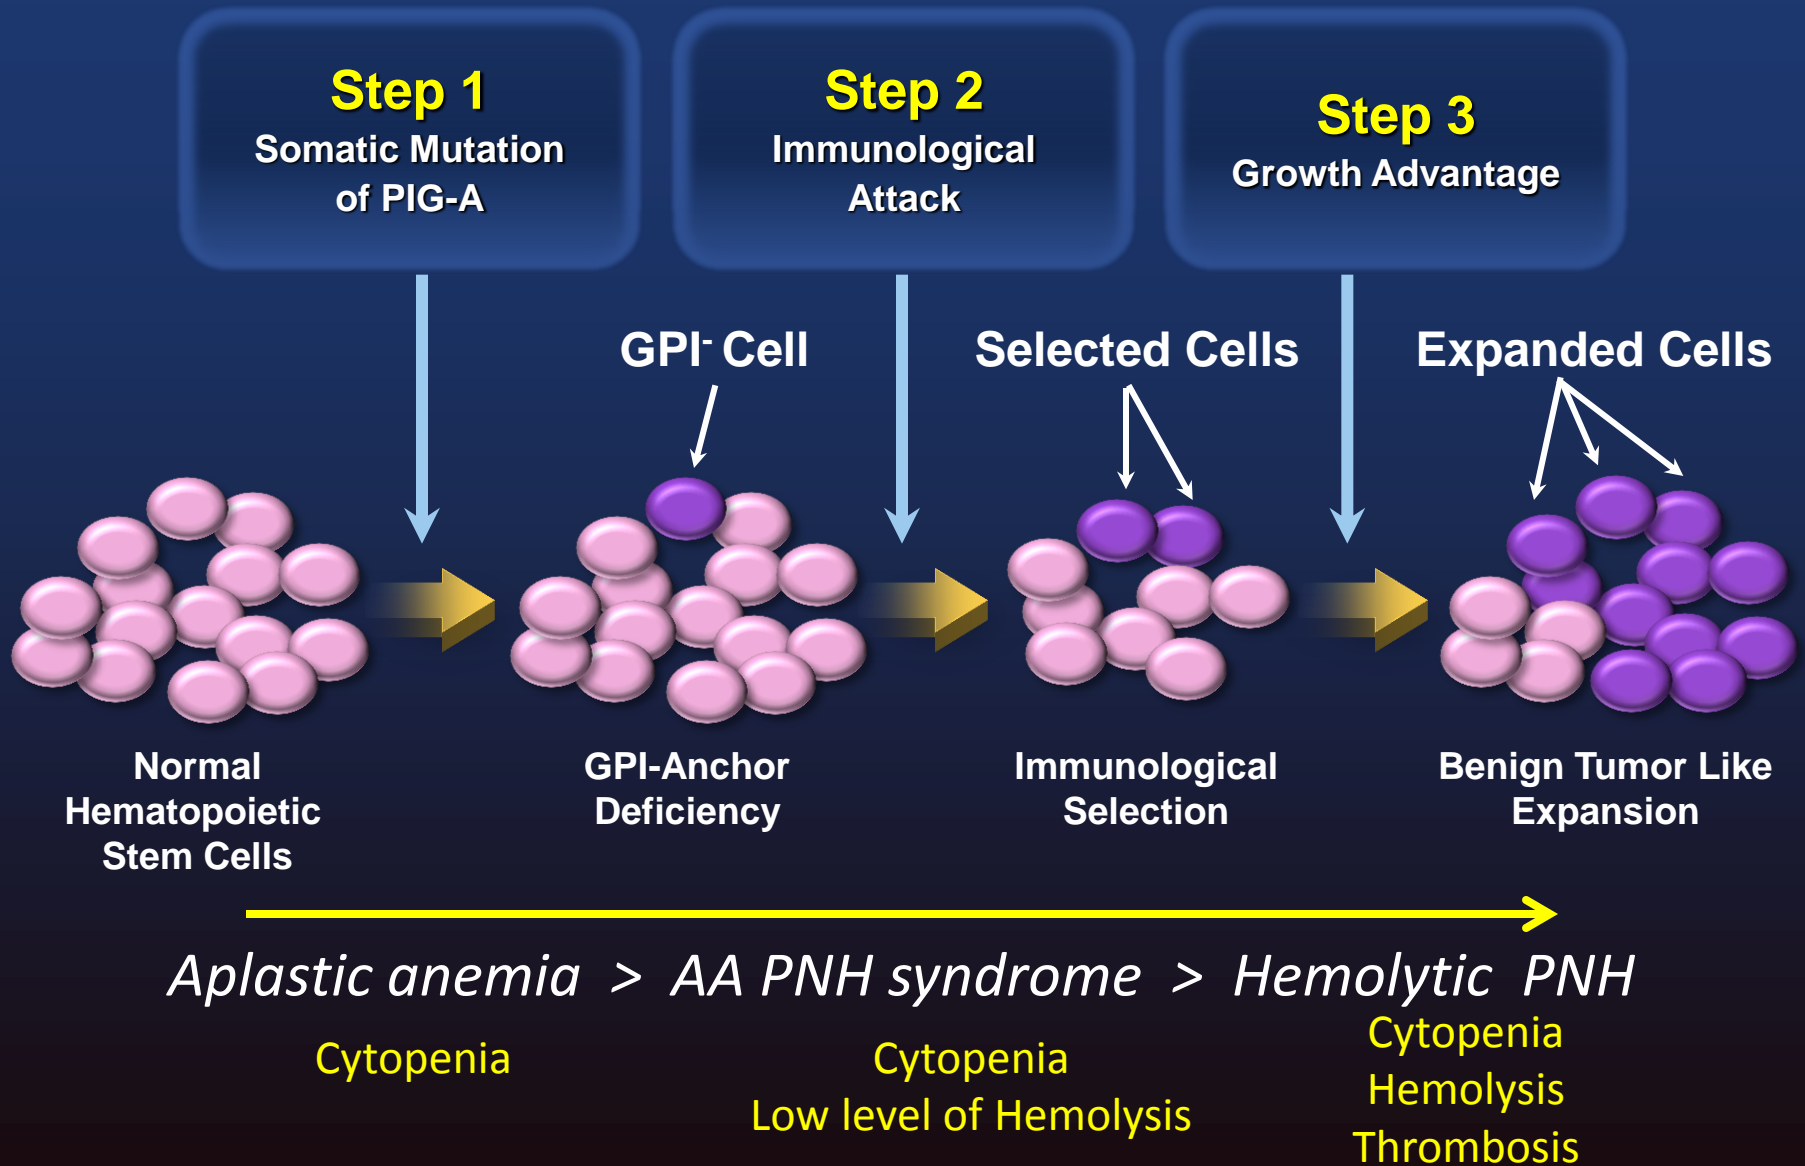 Step 1
Somatic Mutation
of PIG-A
Step 2
Immunological
Attack
Step 3
Growth Advantage
GPI- Cell
Selected Cells
Expanded Cells
Normal
Hematopoietic
Stem Cells
GPI-Anchor
Deficiency
Immunological
Selection
Benign Tumor Like
Expansion
Aplastic anemia > AA PNH syndrome > Hemolytic PNH
Cytopenia
Cytopenia
Low level of Hemolysis
Cytopenia
Hemolysis
Thrombosis